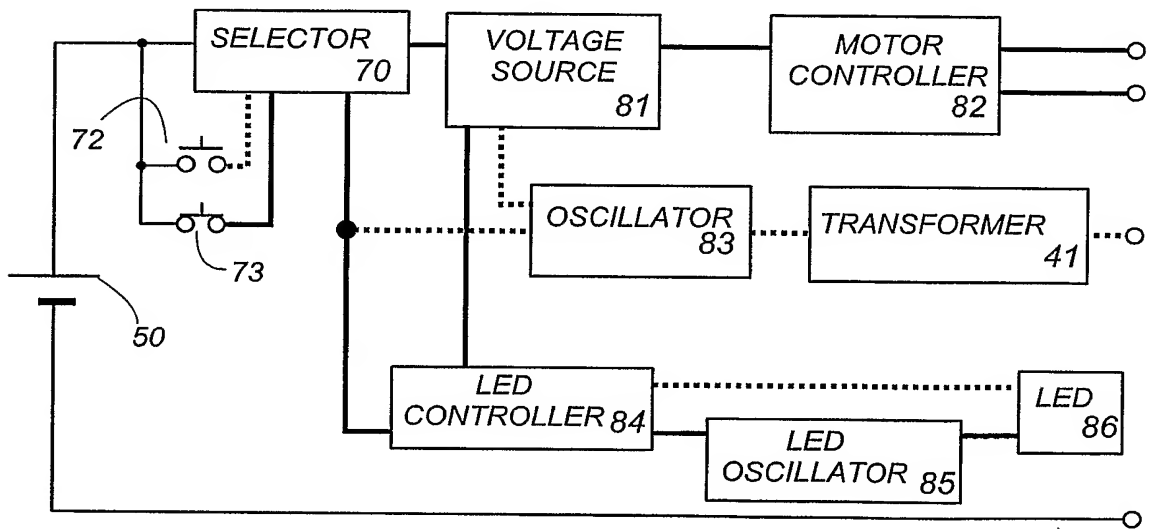 SELECTOR
70
VOLTAGE
SOURCE
81
MOTOR
CONTROLLER
82
72
73
50
OSCILLATOR
83
TRANSFORMER
41
LED
CONTROLLER 84
LED
OSCILLATOR 85
LED
86